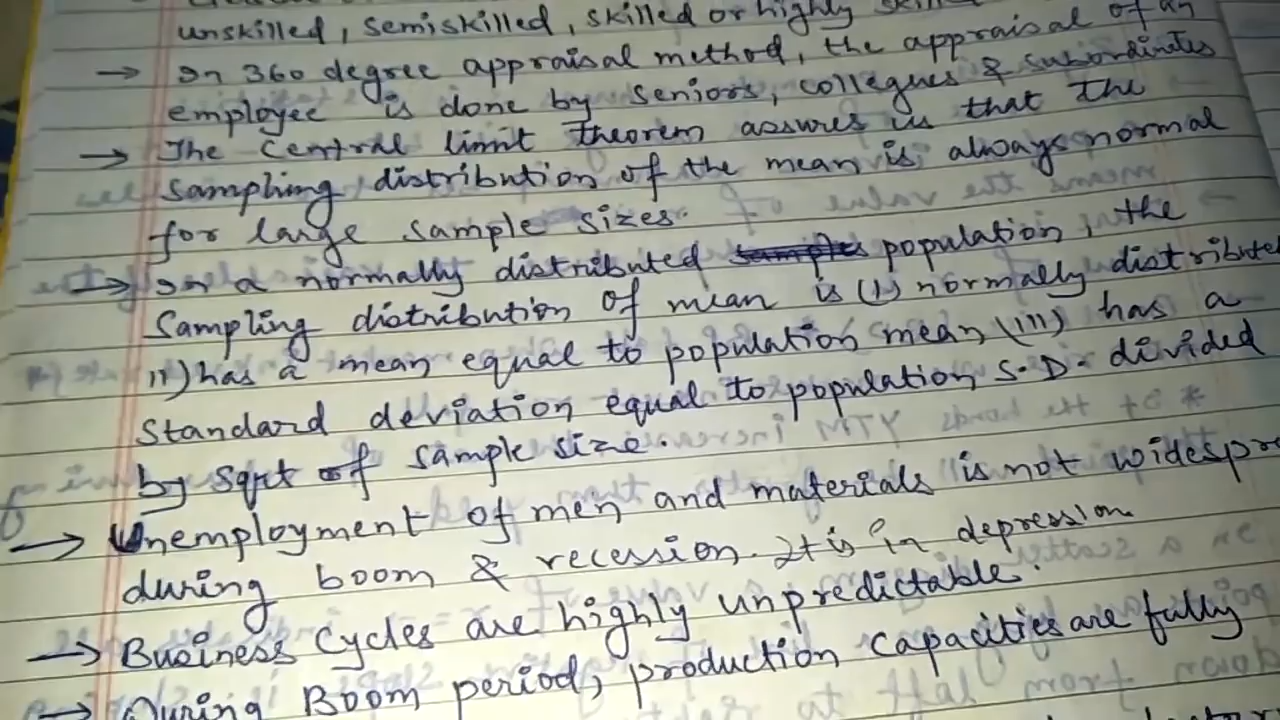 unskilled, semiskilled, skilled or highly
→ In 360 degree appraisal method, the appraisal of an
employee is done by seniors, collegues & subordinates
→ The Central limit theorem assures is that the
Sampling distribution of the mean is always normal
for large sample sizes.
→ In a normally distributed population, the
Sampling distribution of mean is (i) normally distribute
ii) has a mean equal to population mean, (iii) has a
Standard deviation equal to population S.D. divided
by sqrt of sample size.
→ Unemployment of men and materials is not widespr
during boom & recession. It is in depression.
→ Business Cycles are highly unpredictable.
→ During Boom period, production capacities are fully